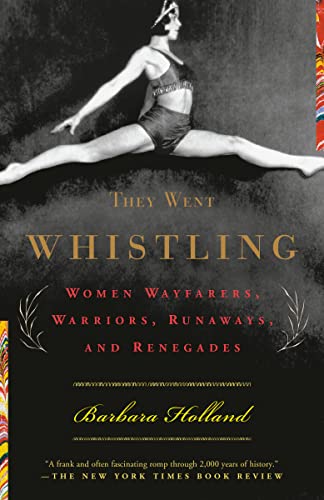 THEY WENT
WHISTLING
WOMEN WAYFARERS,
WARRIORS, RUNAWAYS,
AND RENEGADES
Barbara Holland
"A frank and often fascinating romp through 2,000 years of history."
—THE NEW YORK TIMES BOOK REVIEW